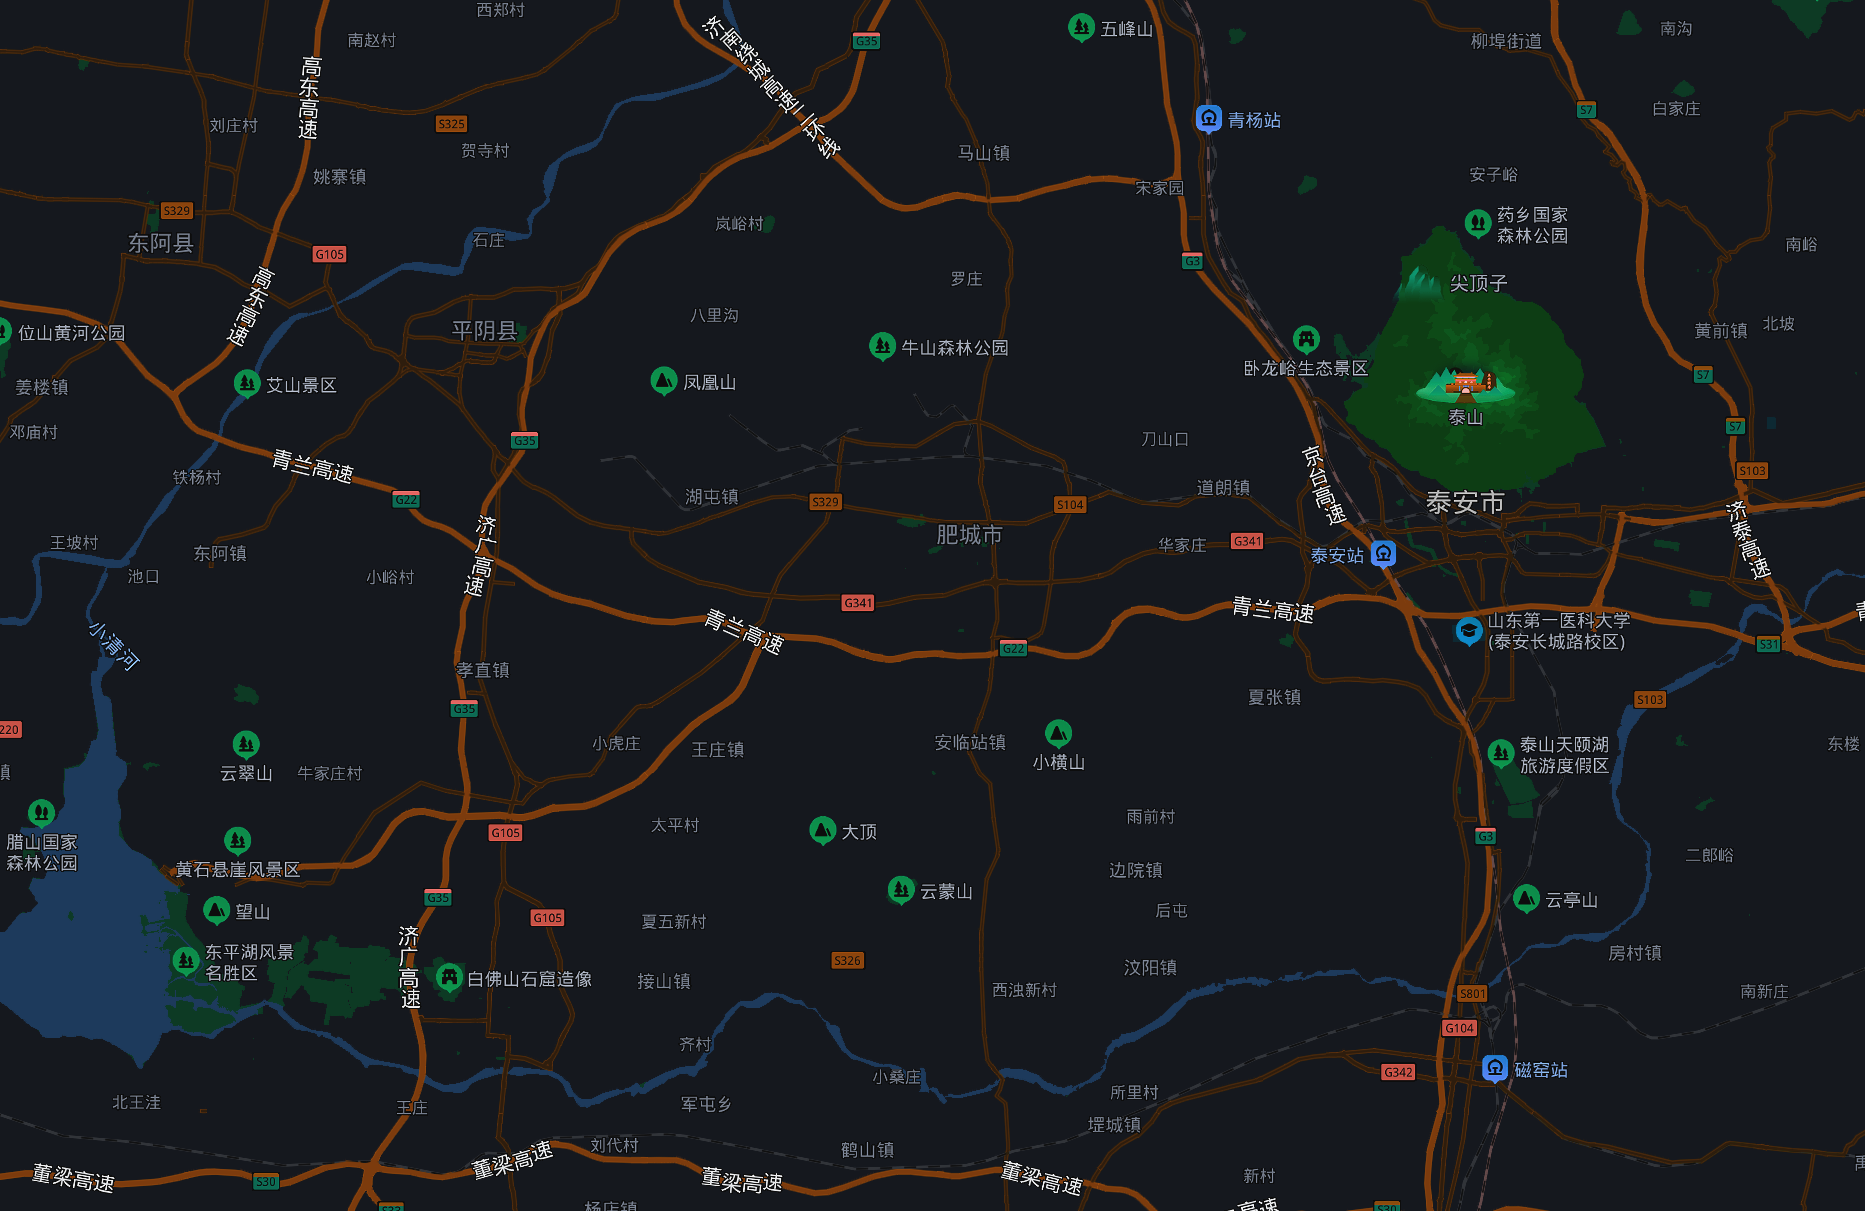 西郑村
南赵村
济南绕城高速二环线
G35
五峰山
柳埠街道
南沟
高东高速
刘庄村
S325
贺寺村
姚寨镇
马山镇
青杨站
S7
白家庄
宋家园
安子峪
S329
东阿县
G105
石庄
岚峪村
药乡国家
森林公园
南峪
G3
罗庄
尖顶子
高东高速
位山黄河公园
平阴县
八里沟
牛山森林公园
卧龙峪生态景区
黄前镇
北坡
姜楼镇
艾山景区
凤凰山
泰山
S7
邓庙村
G35
刀山口
S7
青兰高速
铁杨村
G22
湖屯镇
S329
S104
道朗镇
京台高速
泰安市
S103
济广高速
肥城市
华家庄
G341
泰安站
济泰高速
王坡村
东阿镇
池口
小峪村
G341
青兰高速
青兰高速
G22
山东第一医科大学
(泰安长城路校区)
S31
青
小清河
孝直镇
夏张镇
S103
G35
220
小虎庄
王庄镇
安临站镇
小横山
泰山天颐湖
旅游度假区
东楼
镇
云翠山
牛家庄村
腊山国家
森林公园
黄石悬崖风景区
G105
太平村
大顶
雨前村
G3
二郎峪
边院镇
G35
望山
G105
夏五新村
云蒙山
后屯
云亭山
东平湖风景
名胜区
济广高速
白佛山石窟造像
接山镇
S326
西浊新村
汶阳镇
房村镇
南新庄
S801
G104
齐村
小桑庄
G342
磁窑站
北王洼
王庄
军屯乡
所里村
堽城镇
刘代村
鹤山镇
董梁高速
S30
董梁高速
董梁高速
董梁高速
新村
杨店镇
高速
S30